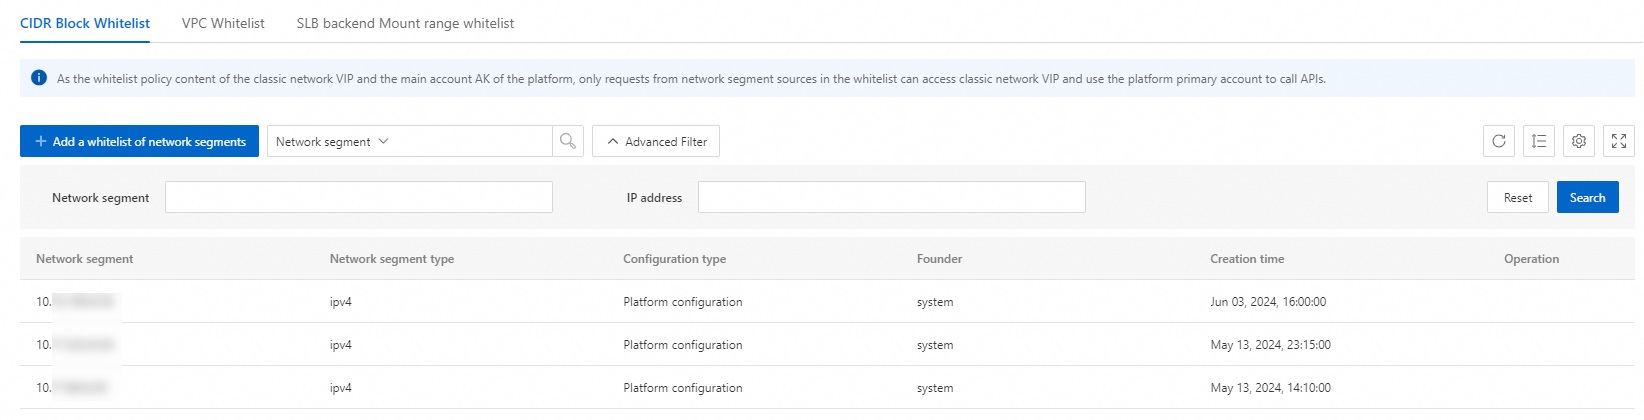 CIDR Block Whitelist VPC Whitelist SLB backend Mount range whitelist
As the whitelist policy content of the classic network VIP and the main account AK of the platform, only requests from network segment sources in the whitelist can access classic network VIP and use the platform primary account to call APIs.
+ Add a whitelist of network segments Network segment Advanced Filter
Network segment IP address Reset Search
Network segment Network segment type Configuration type Founder Creation time Operation
10. ipv4 Platform configuration system Jun 03, 2024, 16:00:00
10. ipv4 Platform configuration system May 13, 2024, 23:15:00
10. ipv4 Platform configuration system May 13, 2024, 14:10:00